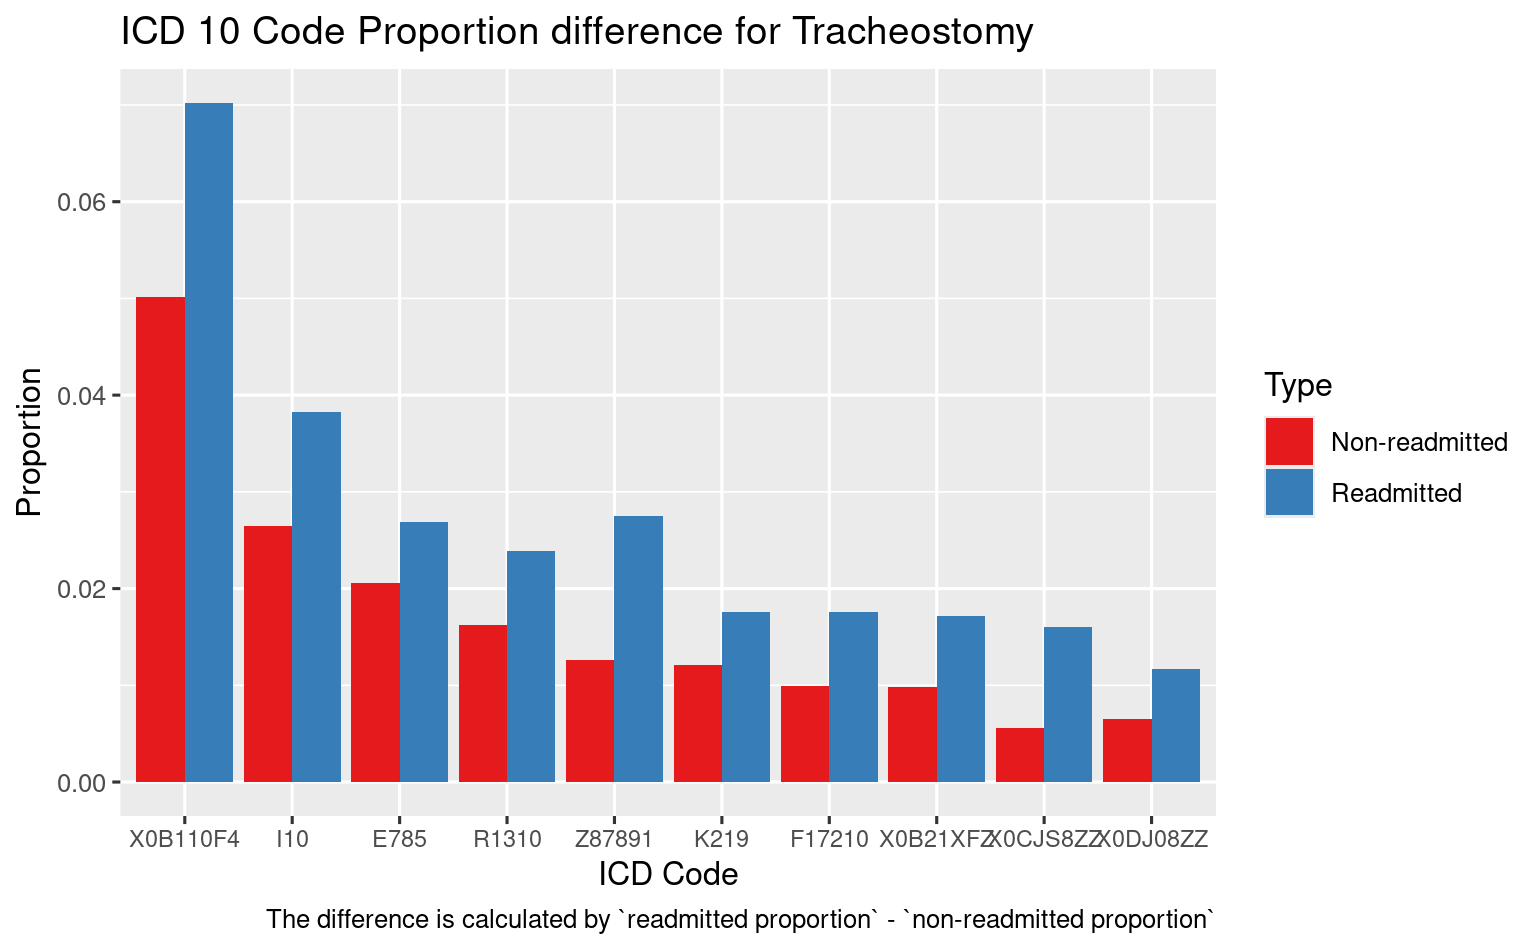 ICD 10 Code Proportion difference for Tracheostomy
Proportion
0.06
0.04
0.02
0.00
X0B110F4 I10 E785 R1310 Z87891 K219 F17210 X0B21XFZ X0CJS8ZZ X0DJ08ZZ
ICD Code
The difference is calculated by `readmitted proportion` - `non-readmitted proportion`
Type
Non-readmitted
Readmitted